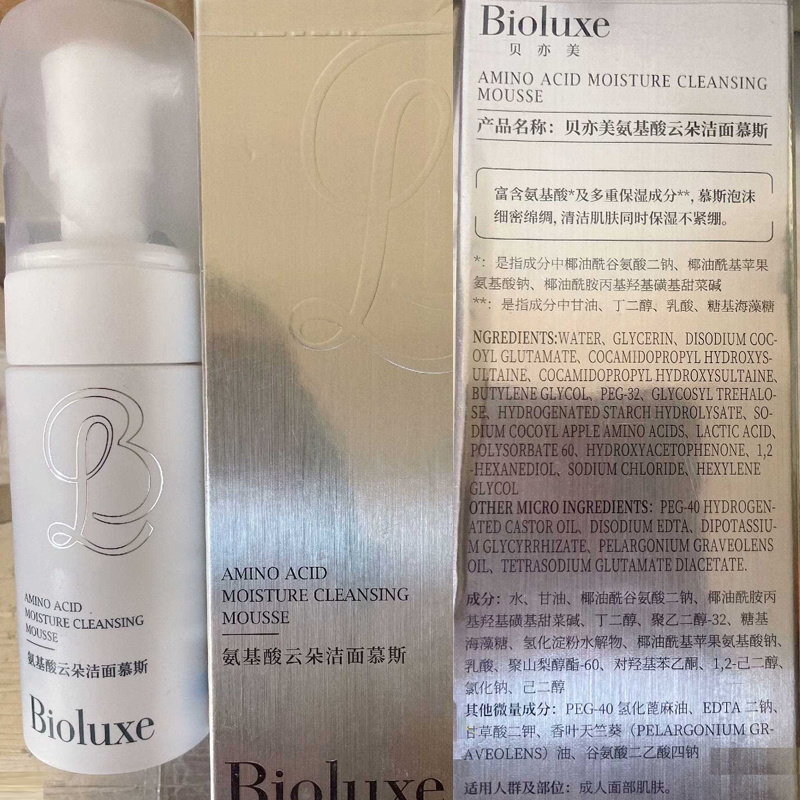 AMINO ACID
MOISTURE CLEANSING
MOUSSE
氨基酸云朵洁面慕斯
Bioluxe
AMINO ACID
MOISTURE CLEANSING
MOUSSE
氨基酸云朵洁面慕斯
Bioluxe
Bioluxe
贝亦美
AMINO ACID MOISTURE CLEANSING
MOUSSE
产品名称：贝亦美氨基酸云朵洁面慕斯
富含氨基酸*及多重保湿成分**, 慕斯泡沫
细密绵绸, 清洁肌肤同时保湿不紧绷。
*：是指成分中椰油酰谷氨酸二钠、椰油酰基苹果
氨基酸钠、椰油酰胺丙基羟基磺基甜菜碱
**：是指成分中甘油、丁二醇、乳酸、糖基海藻糖
NGREDIENTS:WATER, GLYCERIN, DISODIUM COC-
OYL GLUTAMATE, COCAMIDOPROPYL HYDROXYS-
ULTAINE, COCAMIDOPROPYL HYDROXYSULTAINE,
BUTYLENE GLYCOL, PEG-32, GLYCOSYL TREHALO-
SE, HYDROGENATED STARCH HYDROLYSATE, SO-
DIUM COCOYL APPLE AMINO ACIDS, LACTIC ACID,
POLYSORBATE 60, HYDROXYACETOPHENONE, 1,2
-HEXANEDIOL, SODIUM CHLORIDE, HEXYLENE
GLYCOL
OTHER MICRO INGREDIENTS: PEG-40 HYDROGEN-
ATED CASTOR OIL, DISODIUM EDTA, DIPOTASSIU-
M GLYCYRRHIZATE, PELARGONIUM GRAVEOLENS
OIL, TETRASODIUM GLUTAMATE DIACETATE.
成分：水、甘油、椰油酰谷氨酸二钠、椰油酰胺丙
基羟基磺基甜菜碱、丁二醇、聚乙二醇-32、糖基
海藻糖、氢化淀粉水解物、椰油酰基苹果氨基酸钠、
乳酸、聚山梨醇酯-60、对羟基苯乙酮、1,2-己二醇、
氯化钠、己二醇
其他微量成分：PEG-40 氢化蓖麻油、EDTA 二钠、
甘草酸二钾、香叶天竺葵（PELARGONIUM GR-
AVEOLENS）油、谷氨酸二乙酸四钠
适用人群及部位：成人面部肌肤。